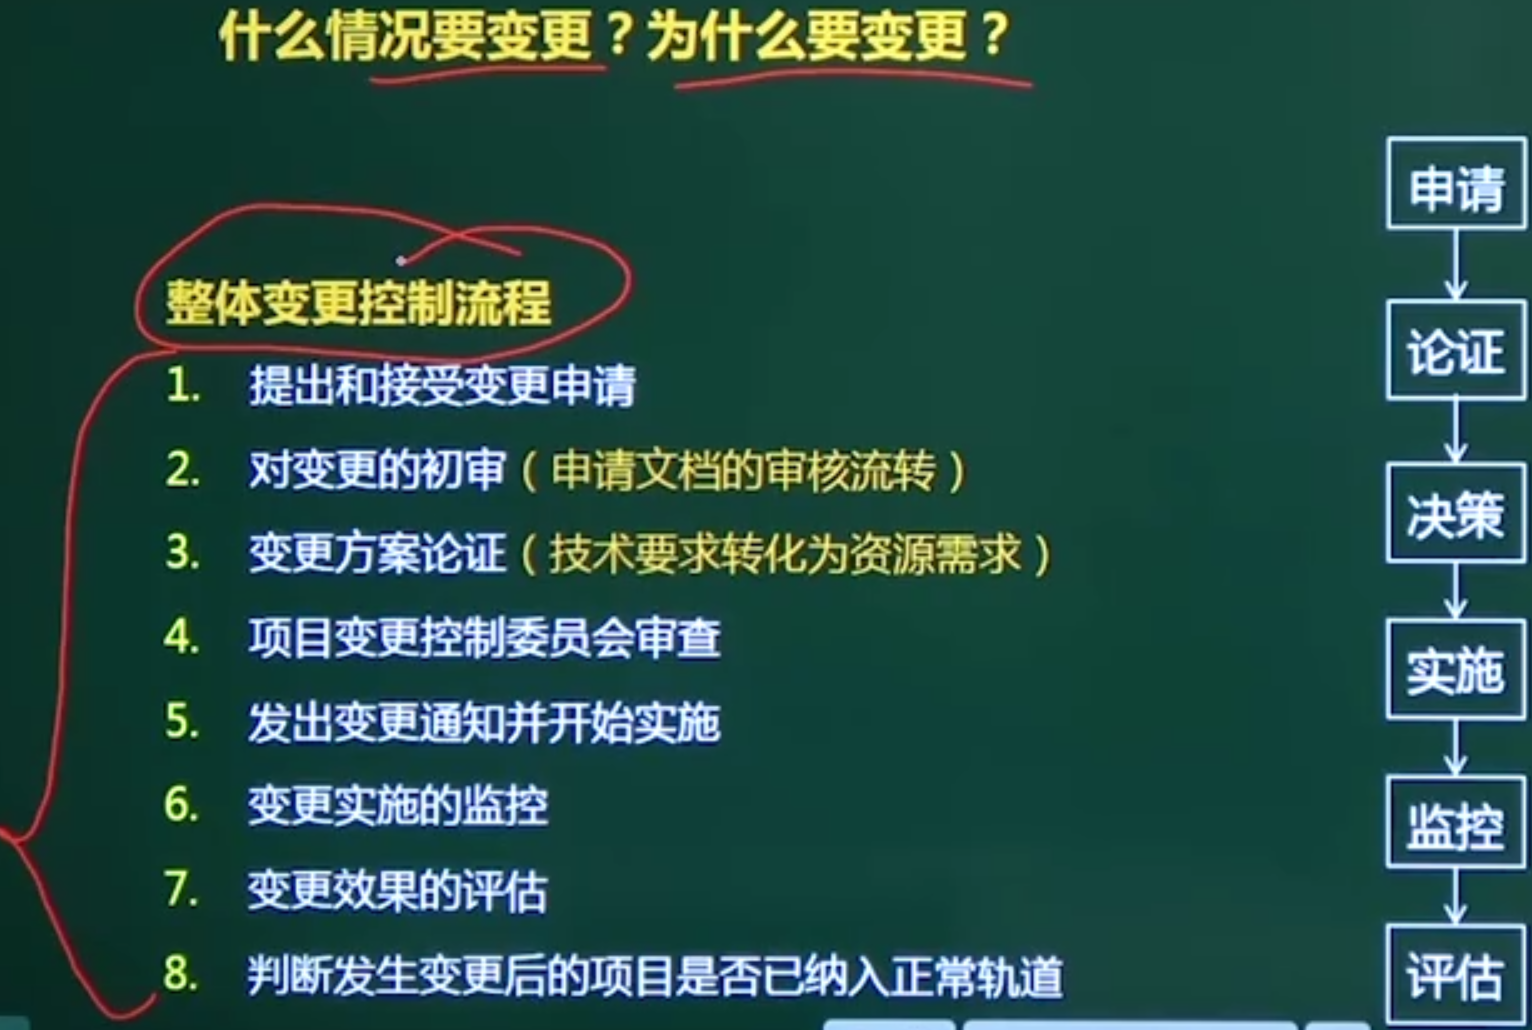 什么情况要变更？为什么要变更？
整体变更控制流程
1. 提出和接受变更申请
2. 对变更的初审（申请文档的审核流转）
3. 变更方案论证（技术要求转化为资源需求）
4. 项目变更控制委员会审查
5. 发出变更通知并开始实施
6. 变更实施的监控
7. 变更效果的评估
8. 判断发生变更后的项目是否已纳入正常轨道
申请
论证
决策
实施
监控
评估